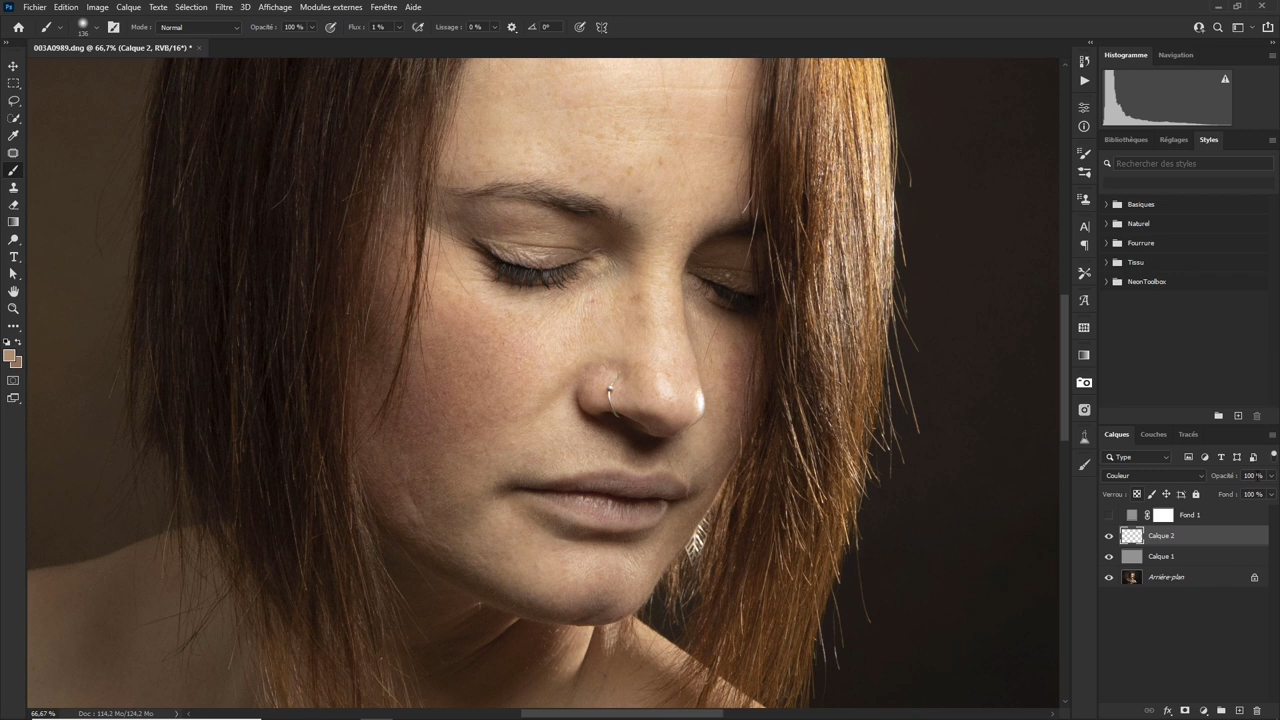 Ps Fichier Edition Image Calque Texte Sélection Filtre 3D Affichage Modules externes Fenêtre Aide
136 Mode : Normal Opacité : 100 % Flux : 1 % Lissage : 0 % 0°
003A0989.dng @ 66,7% (Calque 2, RVB/16*) *
Histogramme Navigation
Bibliothèques Réglages Styles
Rechercher des styles
Basiques
Naturel
Fourrure
Tissu
NeonToolbox
Calques Couches Tracés
Type
Couleur Opacité : 100 %
Verrou : Fond : 100 %
Fond 1
Calque 2
Calque 1
Arrière-plan
66,67 % Doc : 114,2 Mo/124,2 Mo